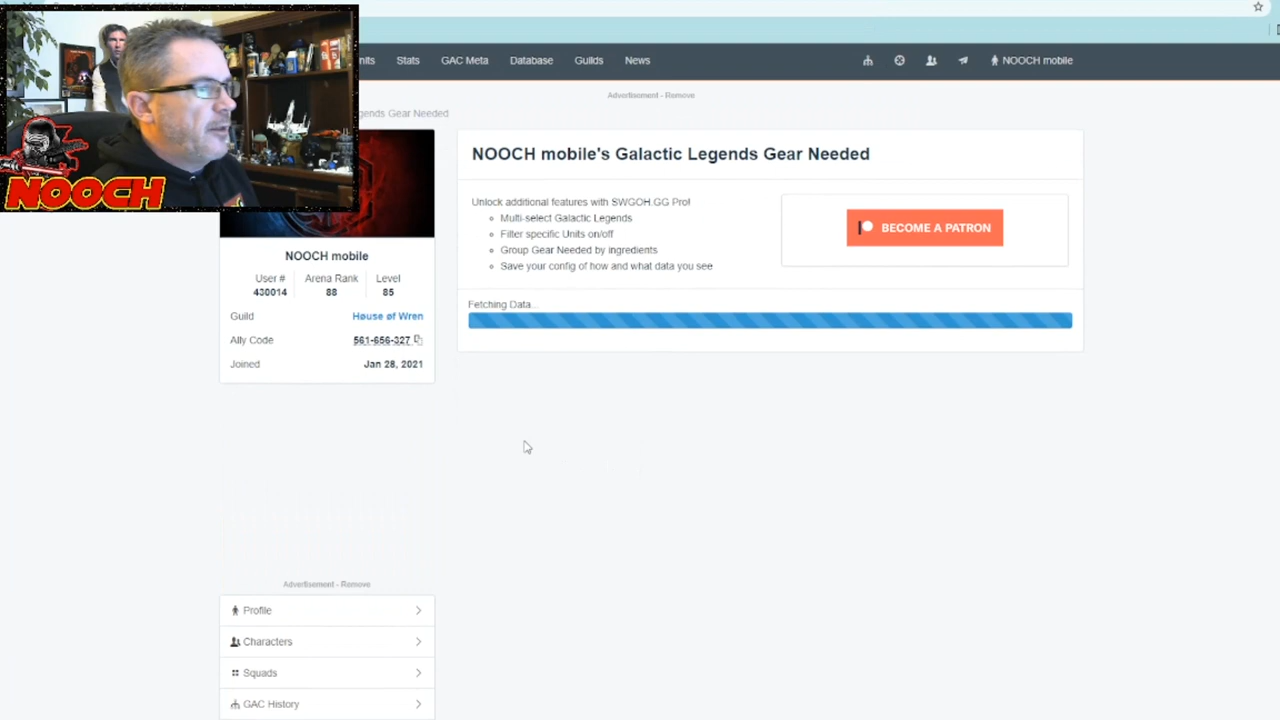 nits Stats GAC Meta Database Guilds News NOOCH mobile
Advertisement - Remove
gends Gear Needed
NOOCH
NOOCH mobile's Galactic Legends Gear Needed
Unlock additional features with SWGOH.GG Pro!
Multi-select Galactic Legends
Filter specific Units on/off
Group Gear Needed by ingredients
Save your config of how and what data you see
BECOME A PATRON
Fetching Data...
NOOCH mobile
User # Arena Rank Level
430014 88 85
Guild Høuse øf Wren
Ally Code 561-656-327
Joined Jan 28, 2021
Advertisement - Remove
Profile
Characters
Squads
GAC History